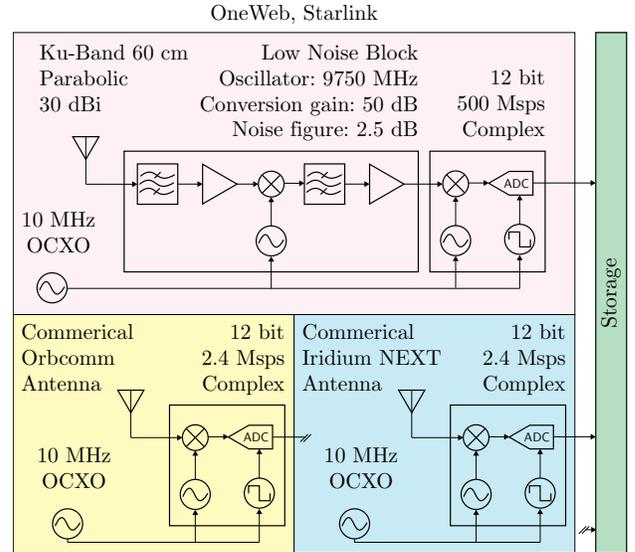 OneWeb, Starlink
Ku-Band 60 cm
Parabolic
30 dBi
Low Noise Block
Oscillator: 9750 MHz
Conversion gain: 50 dB
Noise figure: 2.5 dB
12 bit
500 Msps
Complex
ADC
10 MHz
OCXO
Storage
Commerical
Orbcomm
Antenna
12 bit
2.4 Msps
Complex
ADC
10 MHz
OCXO
Commerical
Iridium NEXT
Antenna
12 bit
2.4 Msps
Complex
ADC
10 MHz
OCXO